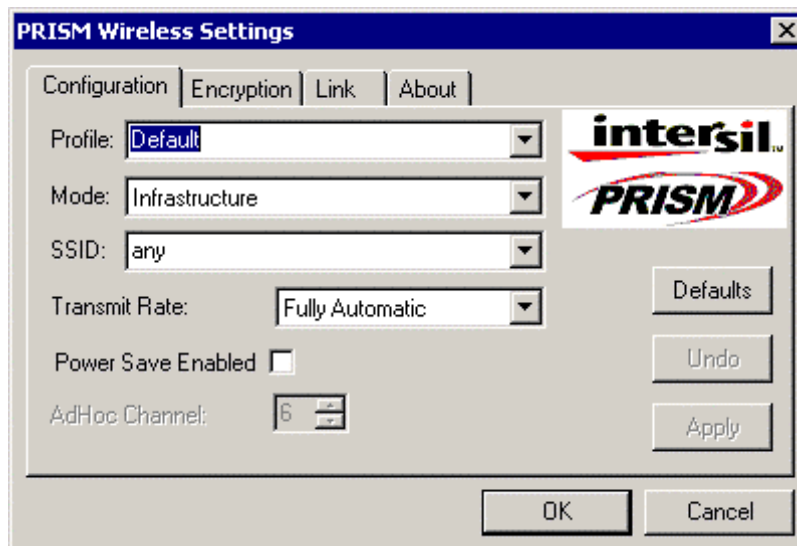 PRISM Wireless Settings
Configuration Encryption Link About
Profile: Default
intersil™
Mode: Infrastructure
PRISM
SSID: any
Transmit Rate: Fully Automatic
Defaults
Power Save Enabled
Undo
AdHoc Channel: 6
Apply
OK Cancel